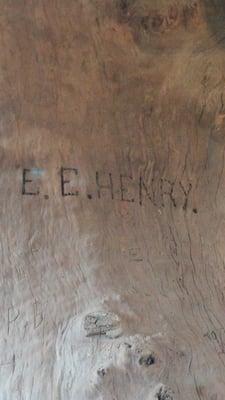 E. E. HENRY.
P. B